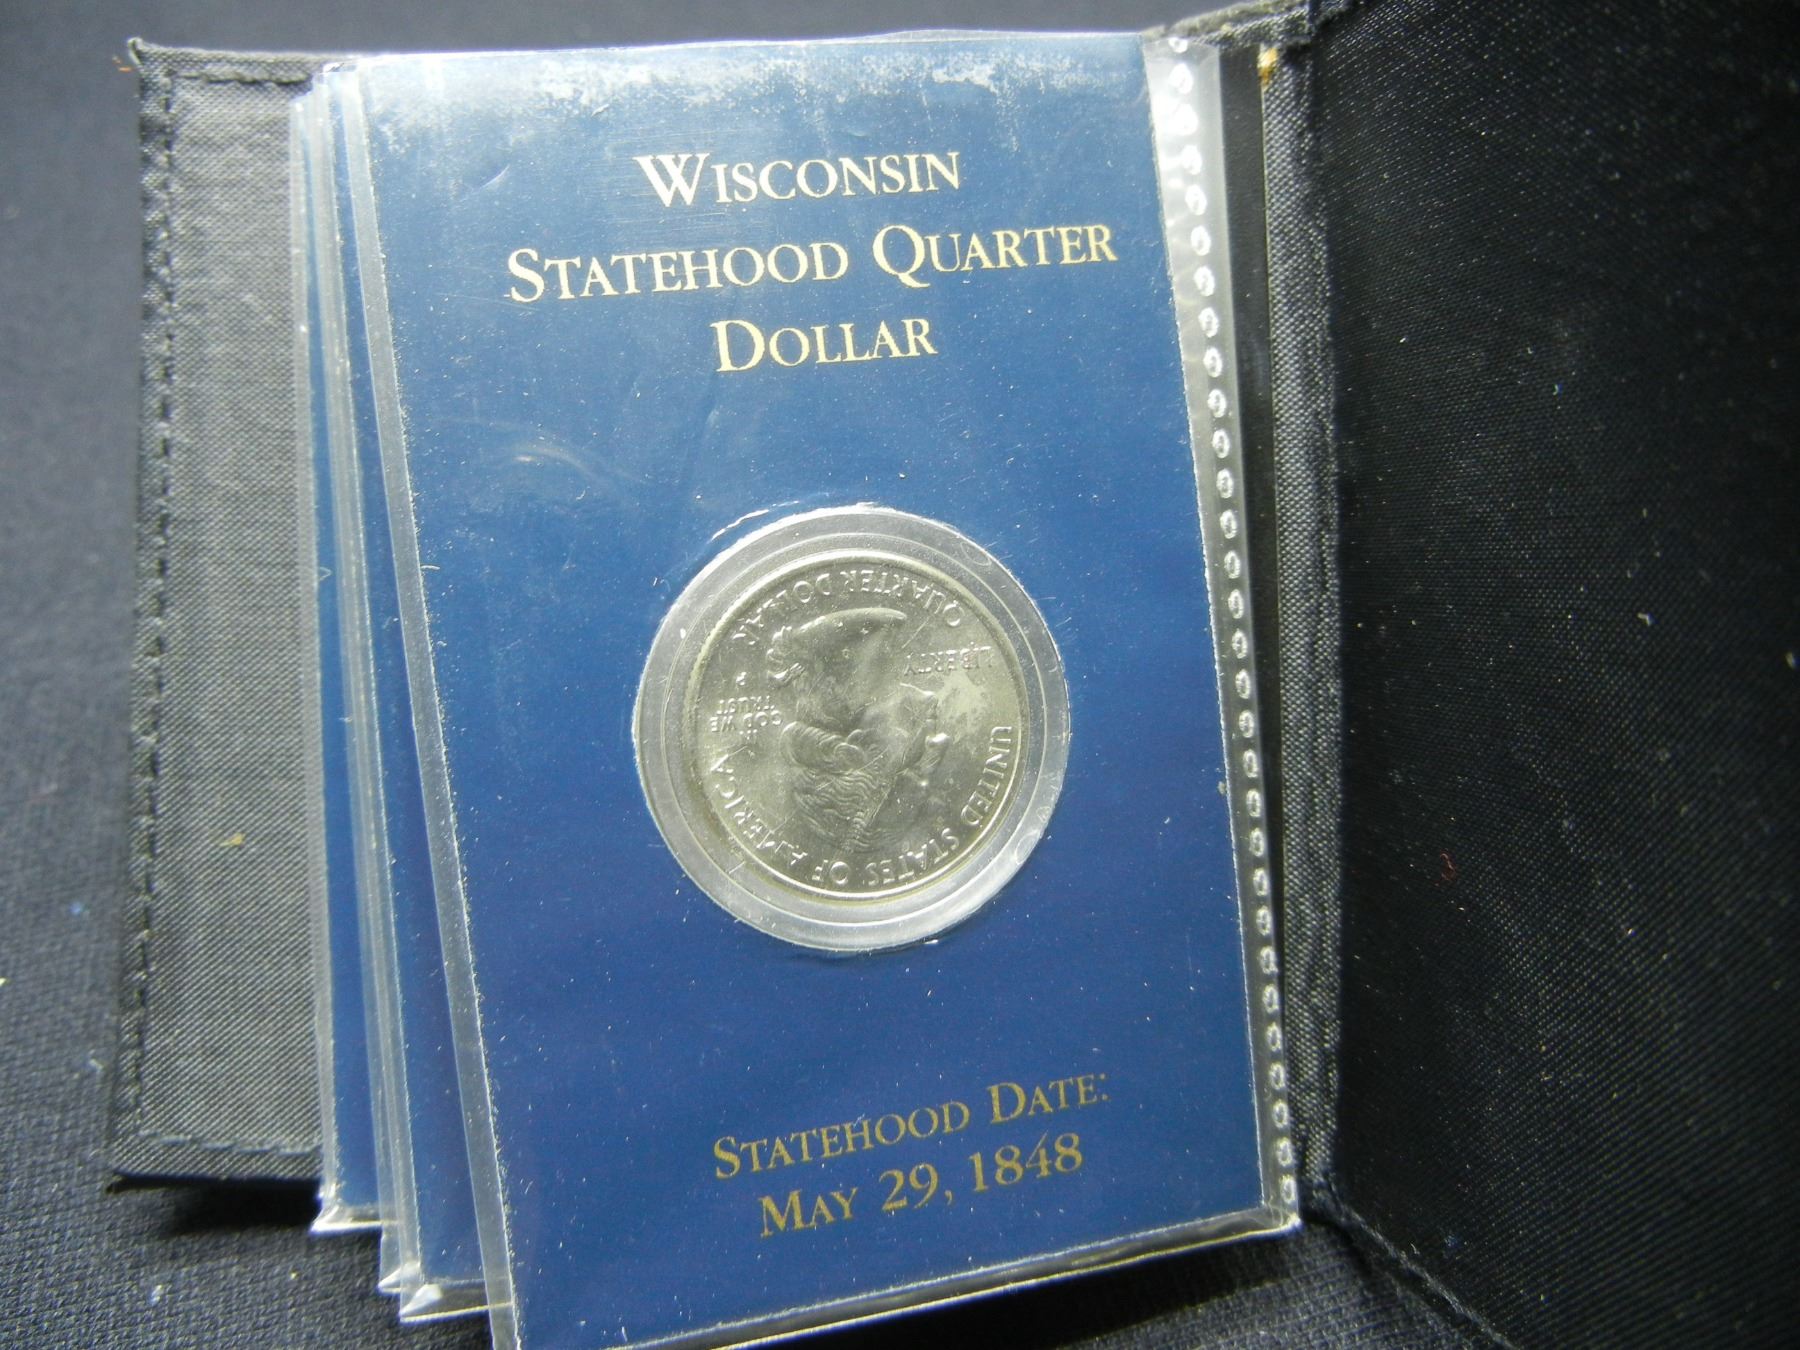 WISCONSIN
STATEHOOD QUARTER
DOLLAR
UNITED STATES OF AMERICA
LIBERTY
IN
GOD WE
TRUST
QUARTER DOLLAR
STATEHOOD DATE:
MAY 29, 1848